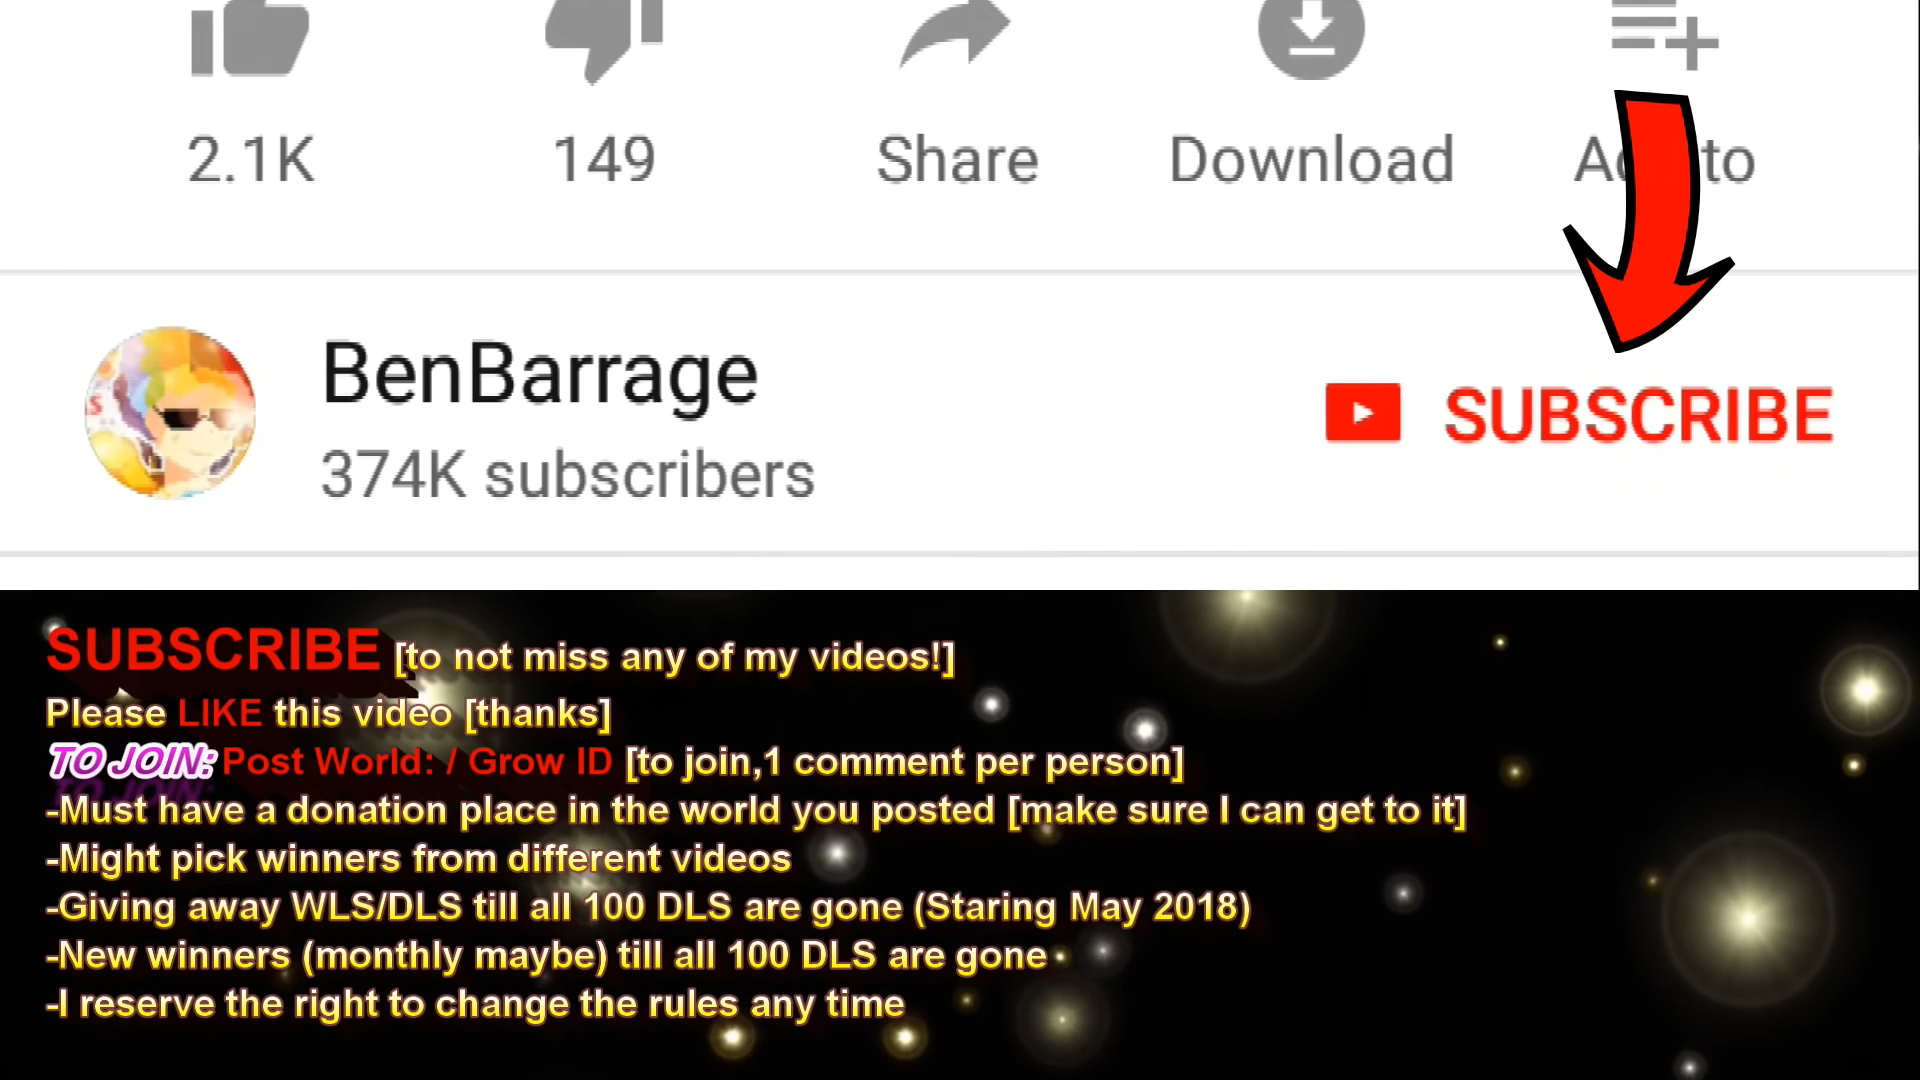 2.1K 149 Share Download Add to
BenBarrage
374K subscribers
SUBSCRIBE
SUBSCRIBE [to not miss any of my videos!]
Please LIKE this video [thanks]
TO JOIN: Post World: / Grow ID [to join,1 comment per person]
-Must have a donation place in the world you posted [make sure I can get to it]
-Might pick winners from different videos
-Giving away WLS/DLS till all 100 DLS are gone (Staring May 2018)
-New winners (monthly maybe) till all 100 DLS are gone
-I reserve the right to change the rules any time